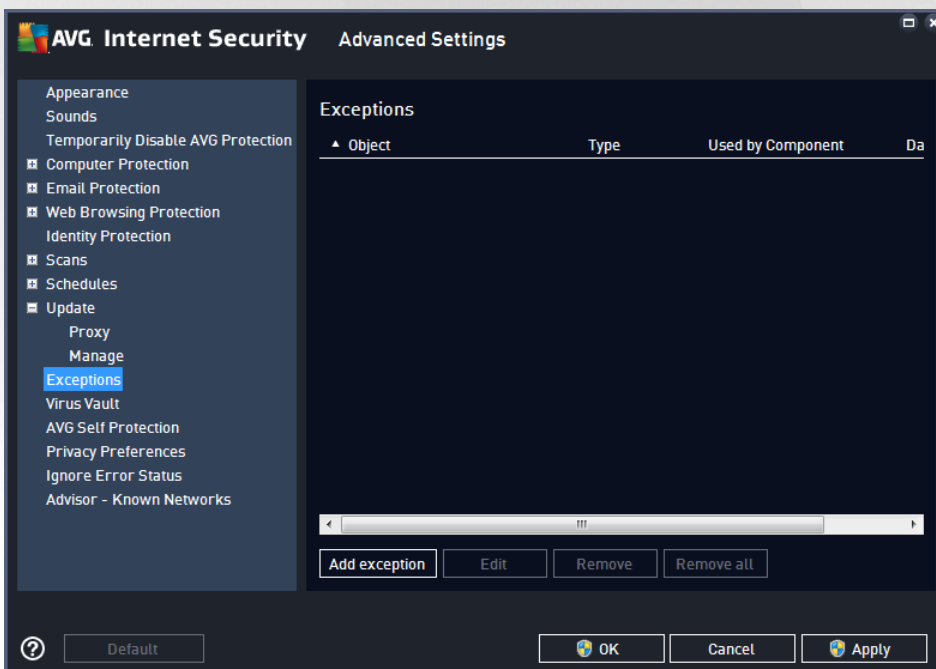 AVG. Internet Security Advanced Settings
Appearance
Sounds
Temporarily Disable AVG Protection
Computer Protection
Email Protection
Web Browsing Protection
Identity Protection
Scans
Schedules
Update
Proxy
Manage
Exceptions
Virus Vault
AVG Self Protection
Privacy Preferences
Ignore Error Status
Advisor - Known Networks
Exceptions
Object Type Used by Component Da
Add exception Edit Remove Remove all
? Default OK Cancel Apply